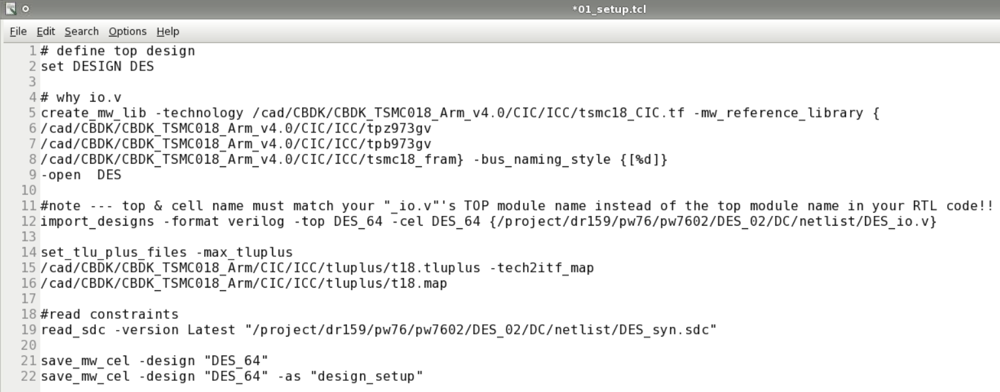 *01_setup.tcl
File Edit Search Options Help
1 # define top design
2 set DESIGN DES
3
4 # why io.v
5 create_mw_lib -technology /cad/CBDK/CBDK_TSMC018_Arm_v4.0/CIC/ICC/tsmc18_CIC.tf -mw_reference_library {
6 /cad/CBDK/CBDK_TSMC018_Arm_v4.0/CIC/ICC/tpz973gv
7 /cad/CBDK/CBDK_TSMC018_Arm_v4.0/CIC/ICC/tpb973gv
8 /cad/CBDK/CBDK_TSMC018_Arm_v4.0/CIC/ICC/tsmc18_fram} -bus_naming_style {[%d]}
9 -open  DES
10
11 #note --- top & cell name must match your "_io.v"'s TOP module name instead of the top module name in your RTL code!!
12 import_designs -format verilog -top DES_64 -cel DES_64 {/project/dr159/pw76/pw7602/DES_02/DC/netlist/DES_io.v}
13
14 set_tlu_plus_files -max_tluplus
15 /cad/CBDK/CBDK_TSMC018_Arm/CIC/ICC/tluplus/t18.tluplus -tech2itf_map
16 /cad/CBDK/CBDK_TSMC018_Arm/CIC/ICC/tluplus/t18.map
17
18 #read constraints
19 read_sdc -version Latest "/project/dr159/pw76/pw7602/DES_02/DC/netlist/DES_syn.sdc"
20
21 save_mw_cel -design "DES_64"
22 save_mw_cel -design "DES_64" -as "design_setup"